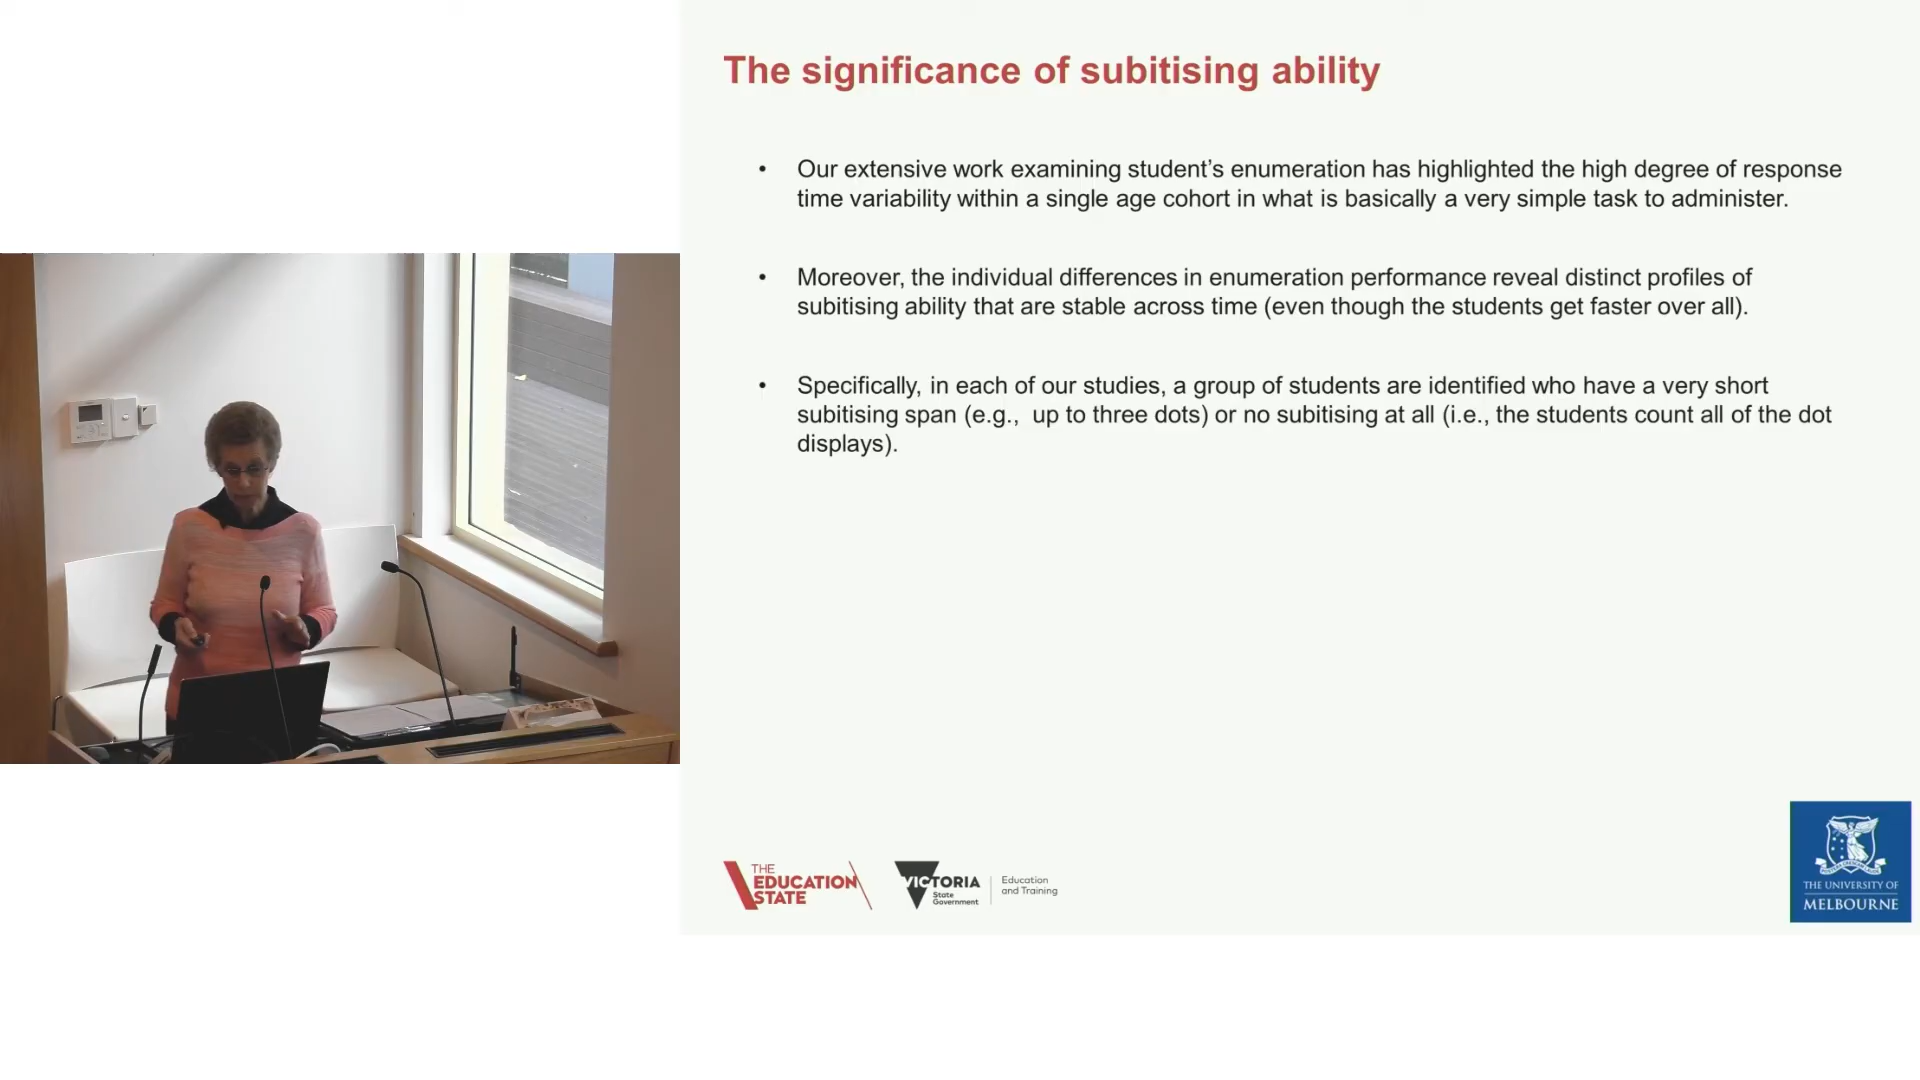 The significance of subitising ability
• Our extensive work examining student’s enumeration has highlighted the high degree of response
time variability within a single age cohort in what is basically a very simple task to administer.
• Moreover, the individual differences in enumeration performance reveal distinct profiles of
subitising ability that are stable across time (even though the students get faster over all).
• Specifically, in each of our studies, a group of students are identified who have a very short
subitising span (e.g., up to three dots) or no subitising at all (i.e., the students count all of the dot
displays).
THE
EDUCATION
STATE
VICTORIA
State
Government
Education
and Training
THE UNIVERSITY OF
MELBOURNE